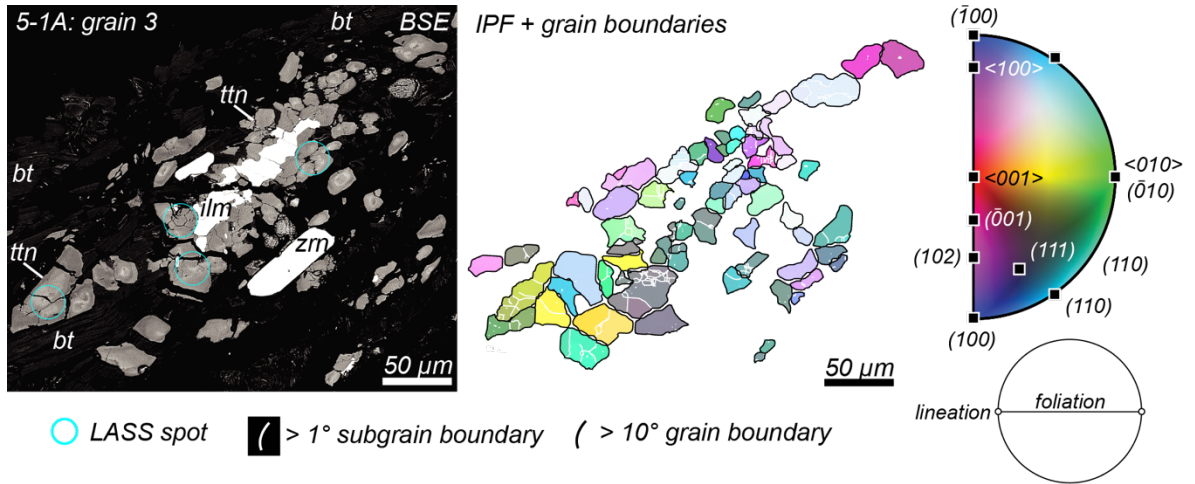 5-1A: grain 3
bt
BSE
ttn
bt
ilm
zrn
ttn
bt
50 µm
IPF + grain boundaries
50 µm
(1̄00)
<100>
<001>
<010>
(0̄10)
(0̄01)
(102)
(111)
(110)
(110)
(100)
lineation
foliation
LASS spot
> 1° subgrain boundary
> 10° grain boundary